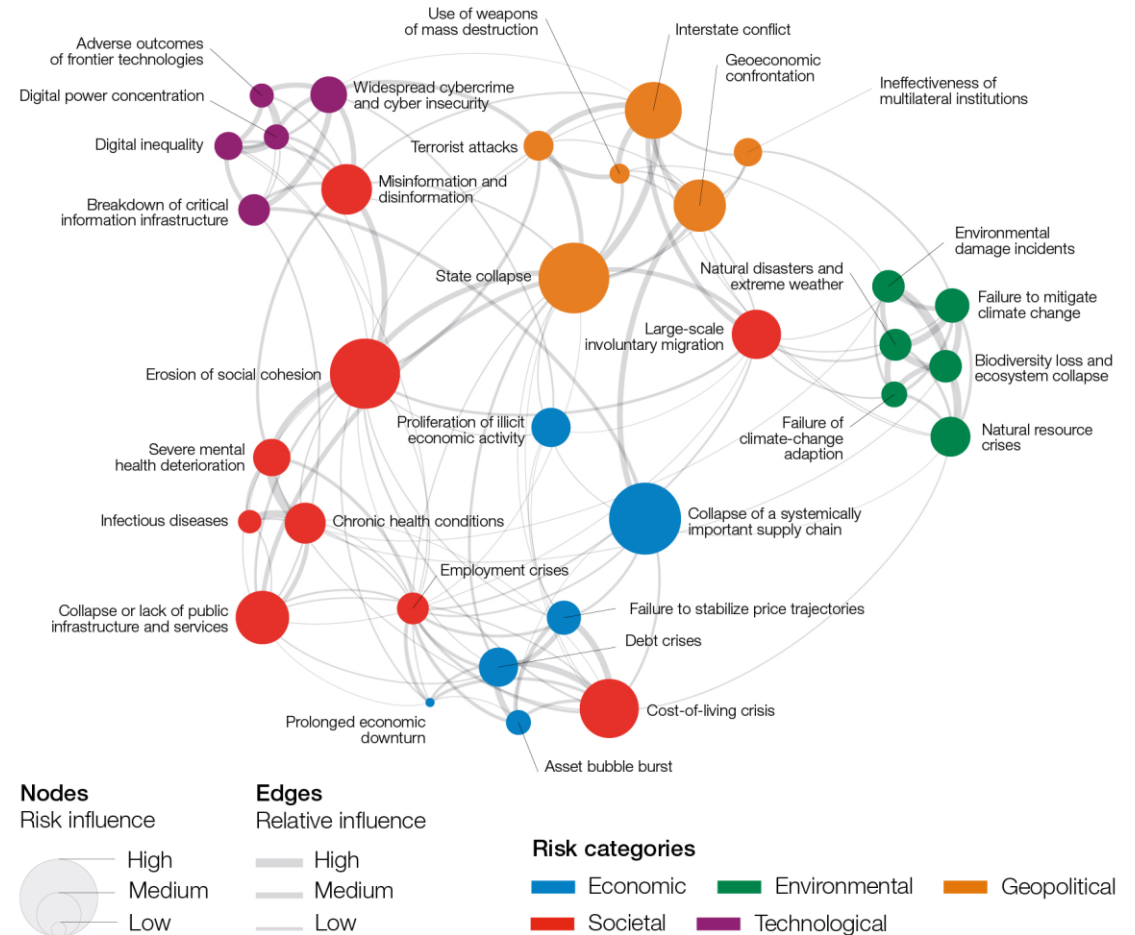 Use of weapons
of mass destruction
Interstate conflict
Adverse outcomes
of frontier technologies
Geoeconomic
confrontation
Digital power concentration
Widespread cybercrime
and cyber insecurity
Ineffectiveness of
multilateral institutions
Digital inequality
Terrorist attacks
Misinformation and
disinformation
Breakdown of critical
information infrastructure
Environmental
damage incidents
State collapse
Natural disasters and
extreme weather
Failure to mitigate
climate change
Large-scale
involuntary migration
Biodiversity loss and
ecosystem collapse
Erosion of social cohesion
Proliferation of illicit
economic activity
Failure of
climate-change
adaption
Natural resource
crises
Severe mental
health deterioration
Infectious diseases
Chronic health conditions
Collapse of a systemically
important supply chain
Employment crises
Collapse or lack of public
infrastructure and services
Failure to stabilize price trajectories
Debt crises
Cost-of-living crisis
Prolonged economic
downturn
Asset bubble burst
Nodes
Risk influence
High
Medium
Low
Edges
Relative influence
High
Medium
Low
Risk categories
Economic
Environmental
Geopolitical
Societal
Technological